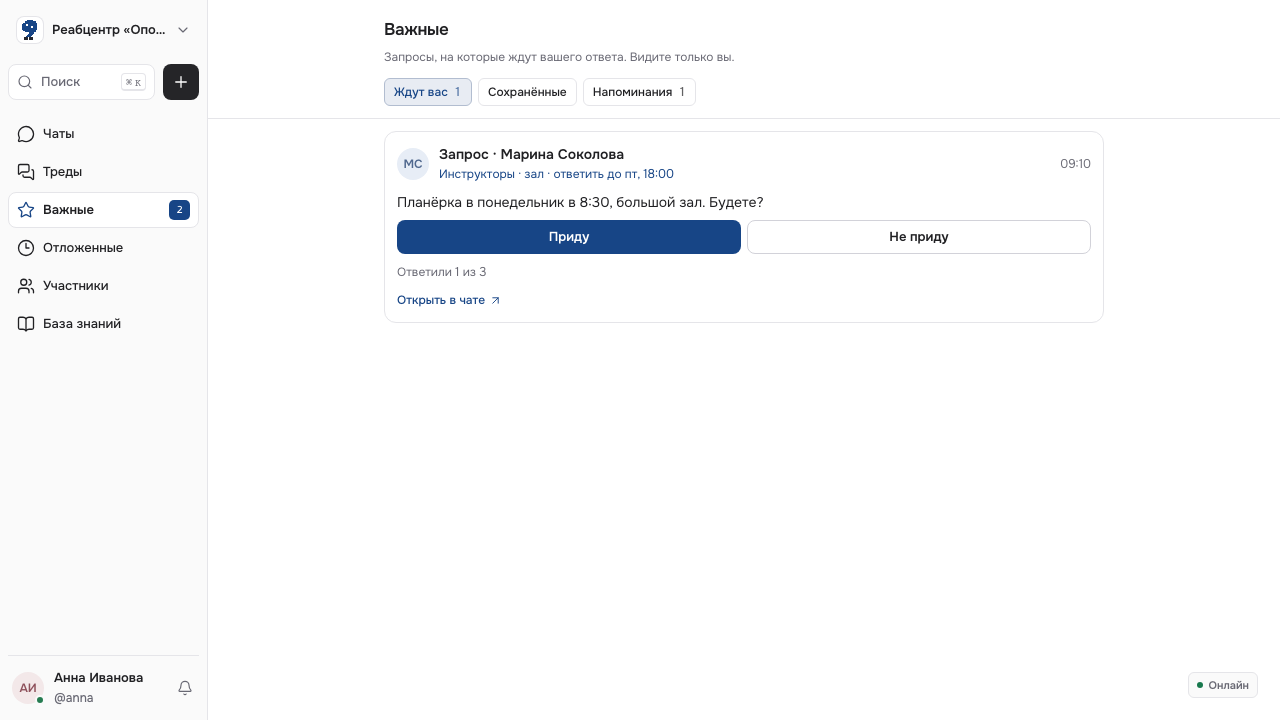 Реабцентр «Опо...
Поиск
⌘ K
Чаты
Треды
Важные 2
Отложенные
Участники
База знаний
АИ
Анна Иванова
@anna
Важные
Запросы, на которые ждут вашего ответа. Видите только вы.
Ждут вас 1
Сохранённые
Напоминания 1
МС
Запрос · Марина Соколова
09:10
Инструкторы · зал · ответить до пт, 18:00
Планёрка в понедельник в 8:30, большой зал. Будете?
Приду
Не приду
Ответили 1 из 3
Открыть в чате
Онлайн